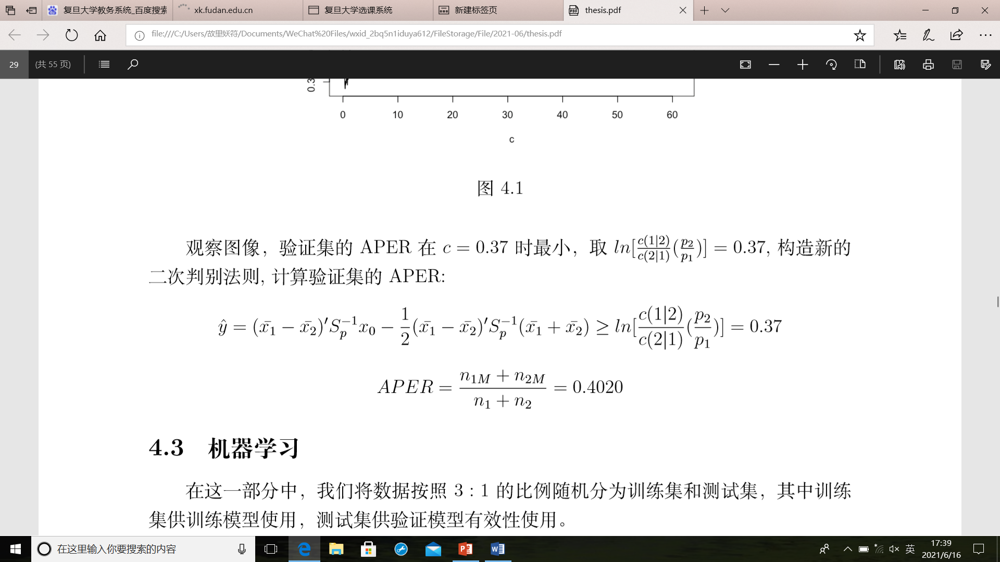 复旦大学教务系统_百度搜索
xk.fudan.edu.cn
复旦大学选课系统
新建标签页
thesis.pdf
file:///C:/Users/故里妖符/Documents/WeChat%20Files/wxid_2bq5n1iduya612/FileStorage/File/2021-06/thesis.pdf
29 (共 55 页)
0.3
0 10 20 30 40 50 60
c
图 4.1
观察图像，验证集的 APER 在 c = 0.37 时最小，取 ln[\frac{c(1|2)}{c(2|1)}(\frac{p_2}{p_1})] = 0.37, 构造新的
二次判别法则, 计算验证集的 APER:
\hat{y} = (\bar{x_1} − \bar{x_2})′S_p^{−1}x_0 − \frac{1}{2}(\bar{x_1} − \bar{x_2})′S_p^{−1}(\bar{x_1} + \bar{x_2}) ≥ ln[\frac{c(1|2)}{c(2|1)}(\frac{p_2}{p_1})] = 0.37
APER = \frac{n_{1M} + n_{2M}}{n_1 + n_2} = 0.4020
4.3 机器学习
在这一部分中，我们将数据按照 3 : 1 的比例随机分为训练集和测试集，其中训练
集供训练模型使用，测试集供验证模型有效性使用。
在这里输入你要搜索的内容
英
17:39
2021/6/16